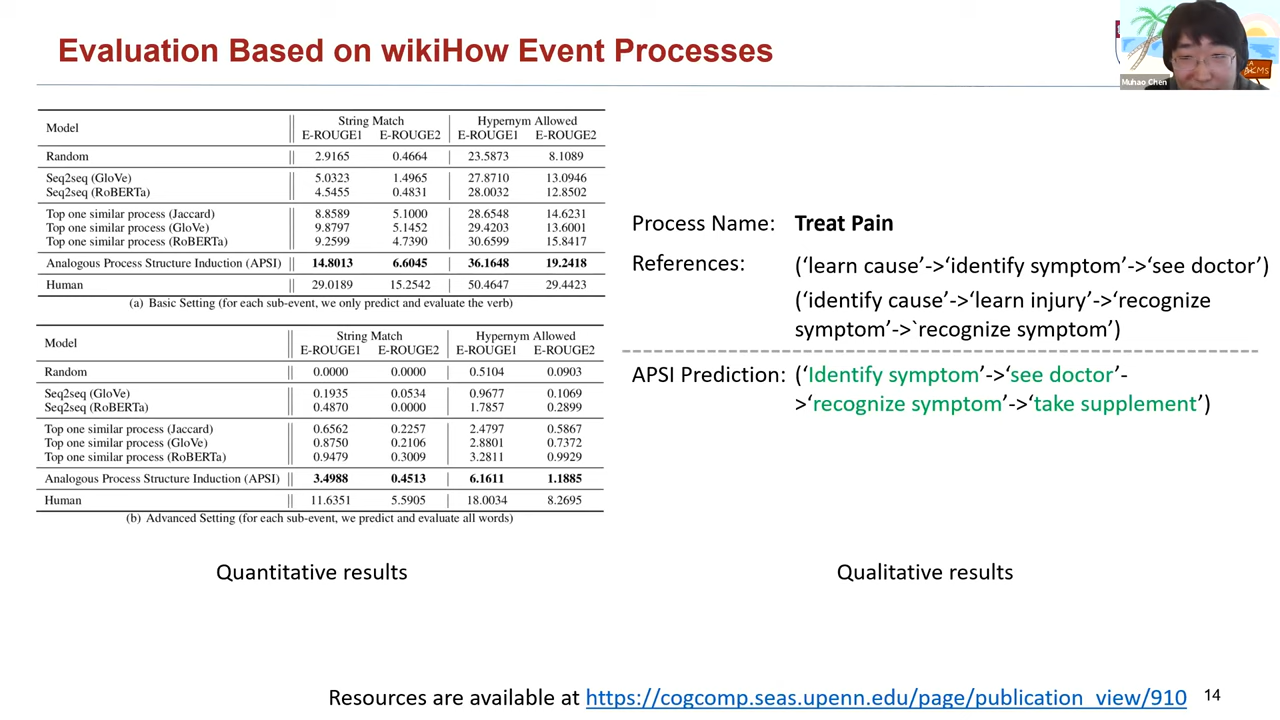 Evaluation Based on wikiHow Event Processes
Muhao Chen
Model String Match Hypernym Allowed
E-ROUGE1 E-ROUGE2 E-ROUGE1 E-ROUGE2
Random 2.9165 0.4664 23.5873 8.1089
Seq2seq (GloVe) 5.0323 1.4965 27.8710 13.0946
Seq2seq (RoBERTa) 4.5455 0.4831 28.0032 12.8502
Top one similar process (Jaccard) 8.8589 5.1000 28.6548 14.6231
Top one similar process (GloVe) 9.8797 5.1452 29.4203 13.6001
Top one similar process (RoBERTa) 9.2599 4.7390 30.6599 15.8417
Analogous Process Structure Induction (APSI) 14.8013 6.6045 36.1648 19.2418
Human 29.0189 15.2542 50.4647 29.4423
(a) Basic Setting (for each sub-event, we only predict and evaluate the verb)
Model String Match Hypernym Allowed
E-ROUGE1 E-ROUGE2 E-ROUGE1 E-ROUGE2
Random 0.0000 0.0000 0.5104 0.0903
Seq2seq (GloVe) 0.1935 0.0534 0.9677 0.1069
Seq2seq (RoBERTa) 0.4870 0.0000 1.7857 0.2899
Top one similar process (Jaccard) 0.6562 0.2257 2.4797 0.5867
Top one similar process (GloVe) 0.8750 0.2106 2.8801 0.7372
Top one similar process (RoBERTa) 0.9479 0.3009 3.2811 0.9929
Analogous Process Structure Induction (APSI) 3.4988 0.4513 6.1611 1.1885
Human 11.6351 5.5905 18.0034 8.2695
(b) Advanced Setting (for each sub-event, we predict and evaluate all words)
Quantitative results
Process Name: Treat Pain
References: (‘learn cause’->‘identify symptom’->‘see doctor’)
(‘identify cause’->‘learn injury’->‘recognize
symptom’->`recognize symptom’)
APSI Prediction: (‘Identify symptom’->‘see doctor’-
>‘recognize symptom’->‘take supplement’)
Qualitative results
Resources are available at https://cogcomp.seas.upenn.edu/page/publication_view/910
14